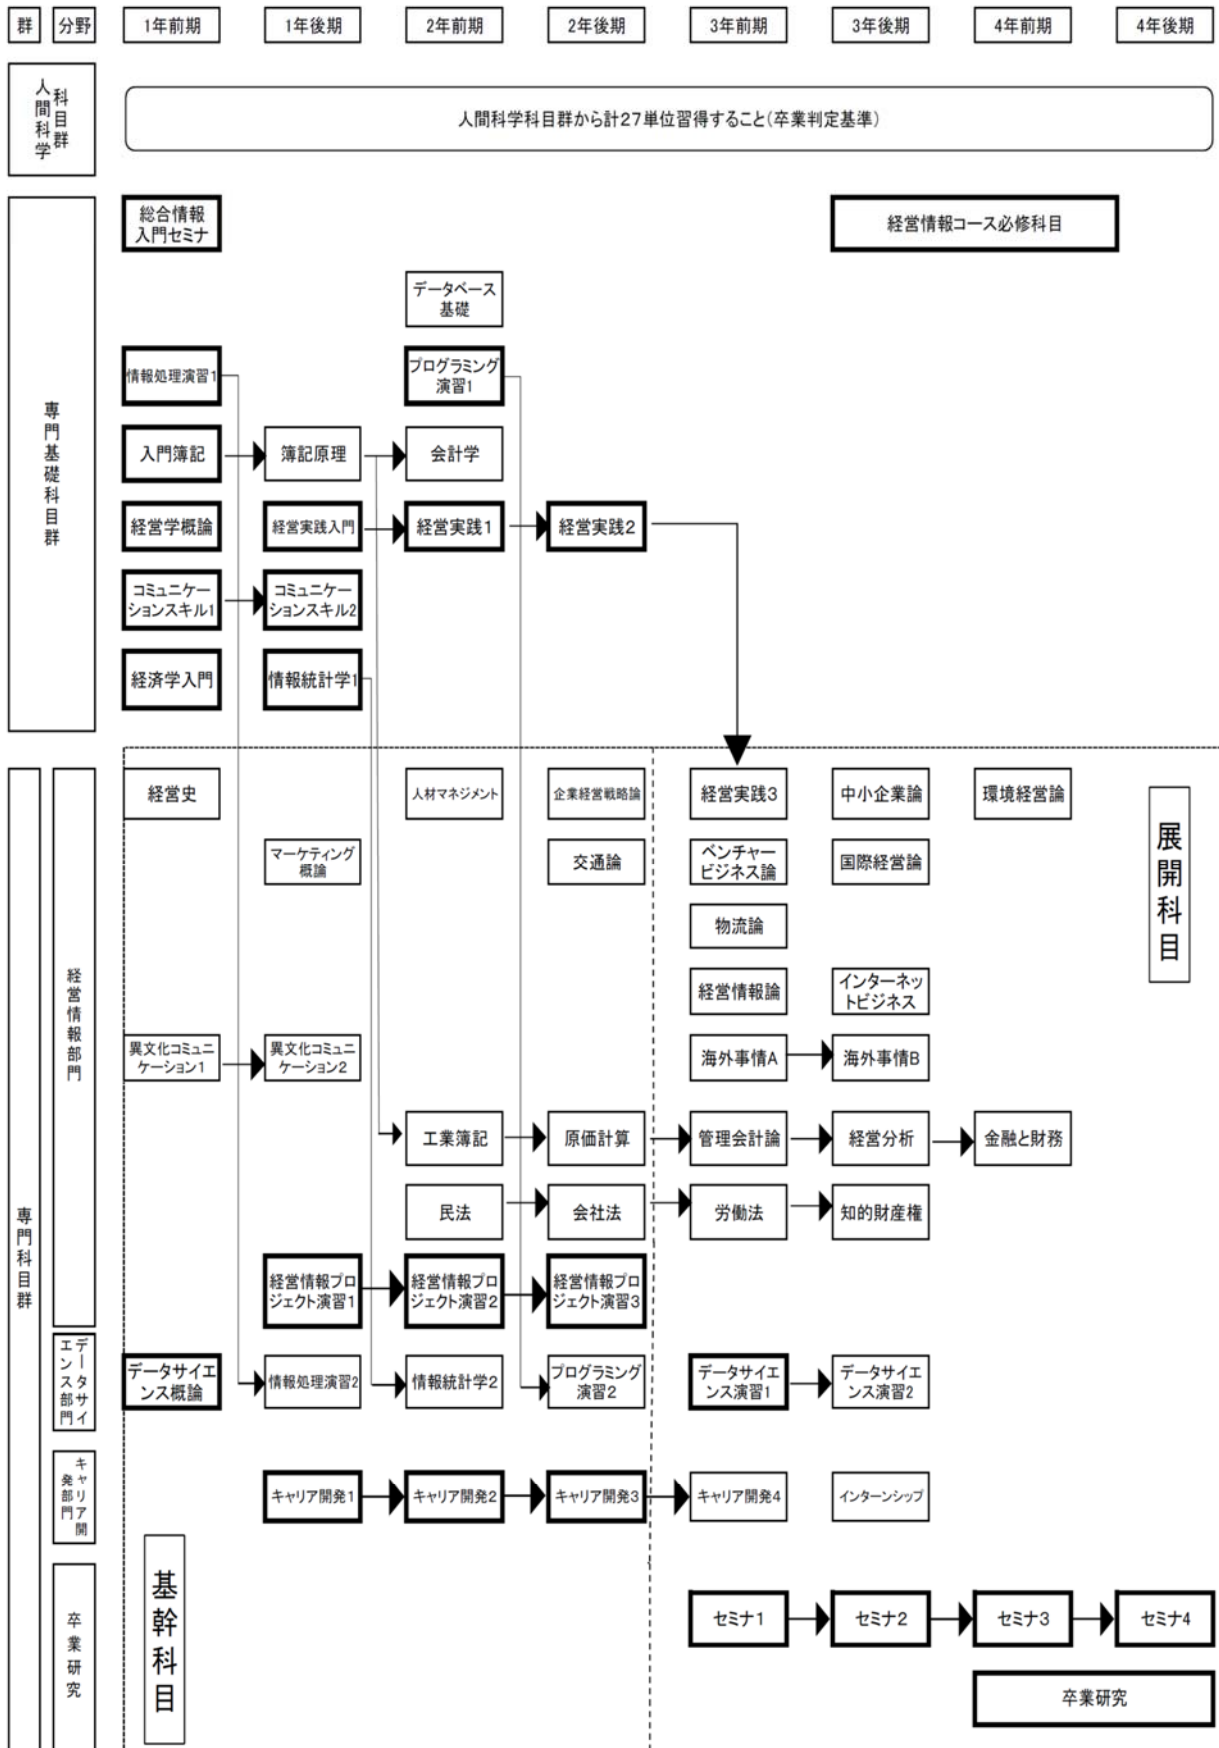 群
分野
1年前期
1年後期
2年前期
2年後期
3年前期
3年後期
4年前期
4年後期
人間科学
科目群
人間科学科目群から計27単位習得すること(卒業判定基準)
専門基礎科目群
総合情報
入門セミナ
経営情報コース必修科目
データベース
基礎
情報処理演習1
プログラミング
演習1
入門簿記
簿記原理
会計学
経営学概論
経営実践入門
経営実践1
経営実践2
コミュニケー
ションスキル1
コミュニケー
ションスキル2
経済学入門
情報統計学1
専門科目群
経営情報部門
経営史
人材マネジメント
企業経営戦略論
経営実践3
中小企業論
環境経営論
展開科目
マーケティング
概論
交通論
ベンチャー
ビジネス論
国際経営論
物流論
経営情報論
インターネッ
トビジネス
異文化コミュニ
ケーション1
異文化コミュニ
ケーション2
海外事情A
海外事情B
工業簿記
原価計算
管理会計論
経営分析
金融と財務
民法
会社法
労働法
知的財産権
経営情報プロ
ジェクト演習1
経営情報プロ
ジェクト演習2
経営情報プロ
ジェクト演習3
データサイ
エンス部門
データサイエ
ンス概論
情報処理演習2
情報統計学2
プログラミング
演習2
データサイエ
ンス演習1
データサイエ
ンス演習2
キャリア開
発部門
キャリア開発1
キャリア開発2
キャリア開発3
キャリア開発4
インターンシップ
基幹科目
卒業研究
セミナ1
セミナ2
セミナ3
セミナ4
卒業研究